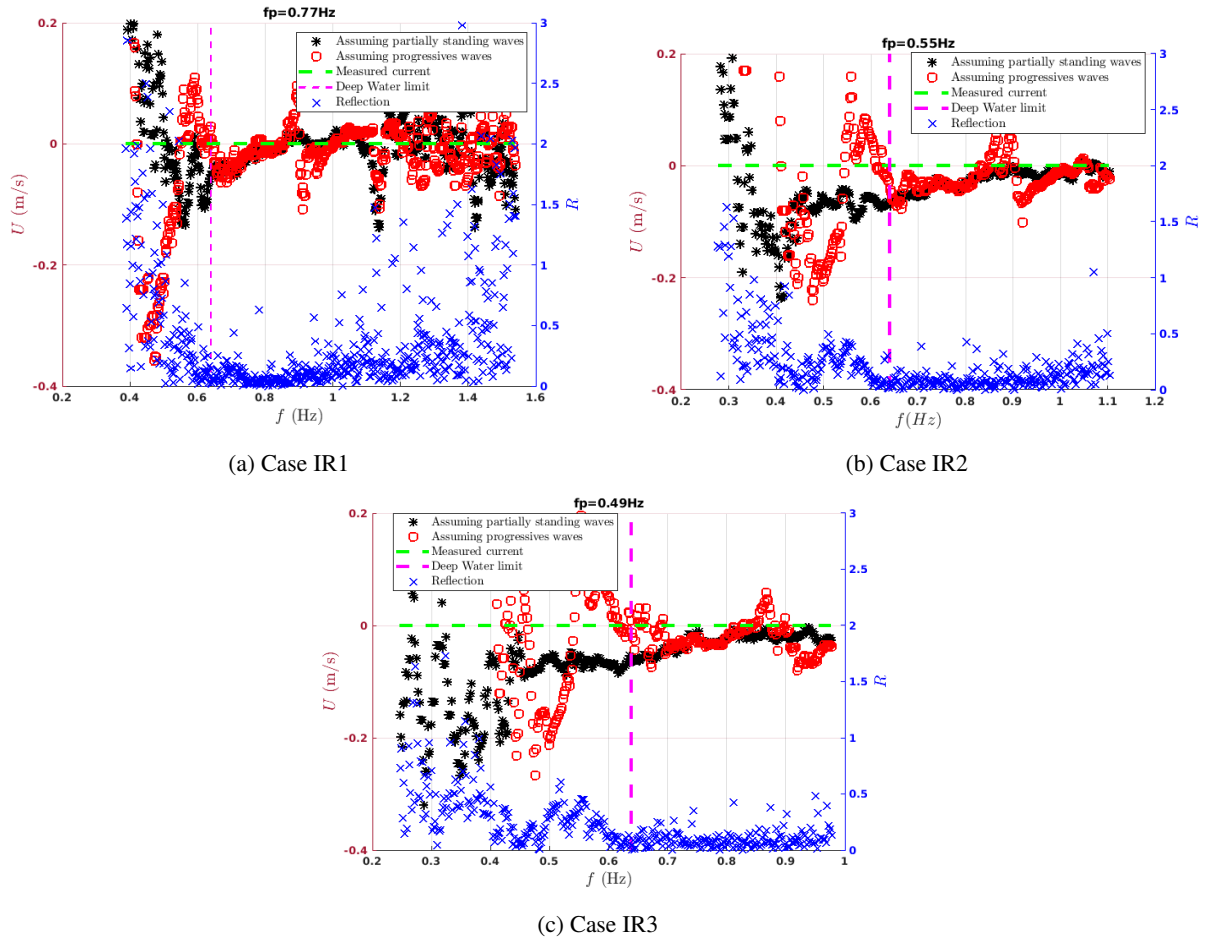 fp=0.77Hz
0.2
0
-0.2
-0.4
U (m/s)
3
2.5
2
1.5
1
0.5
0
R
Assuming partially standing waves
Assuming progressives waves
Measured current
Deep Water limit
Reflection
0.2 0.4 0.6 0.8 1 1.2 1.4 1.6
f (Hz)
(a) Case IR1
fp=0.55Hz
0.2
0
-0.2
-0.4
U (m/s)
3
2.5
2
1.5
1
0.5
0
R
Assuming partially standing waves
Assuming progressives waves
Measured current
Deep Water limit
Reflection
0.2 0.3 0.4 0.5 0.6 0.7 0.8 0.9 1 1.1 1.2
f(Hz)
(b) Case IR2
fp=0.49Hz
0.2
0
-0.2
-0.4
U (m/s)
3
2.5
2
1.5
1
0.5
0
R
Assuming partially standing waves
Assuming progressives waves
Measured current
Deep Water limit
Reflection
0.2 0.3 0.4 0.5 0.6 0.7 0.8 0.9 1
f (Hz)
(c) Case IR3